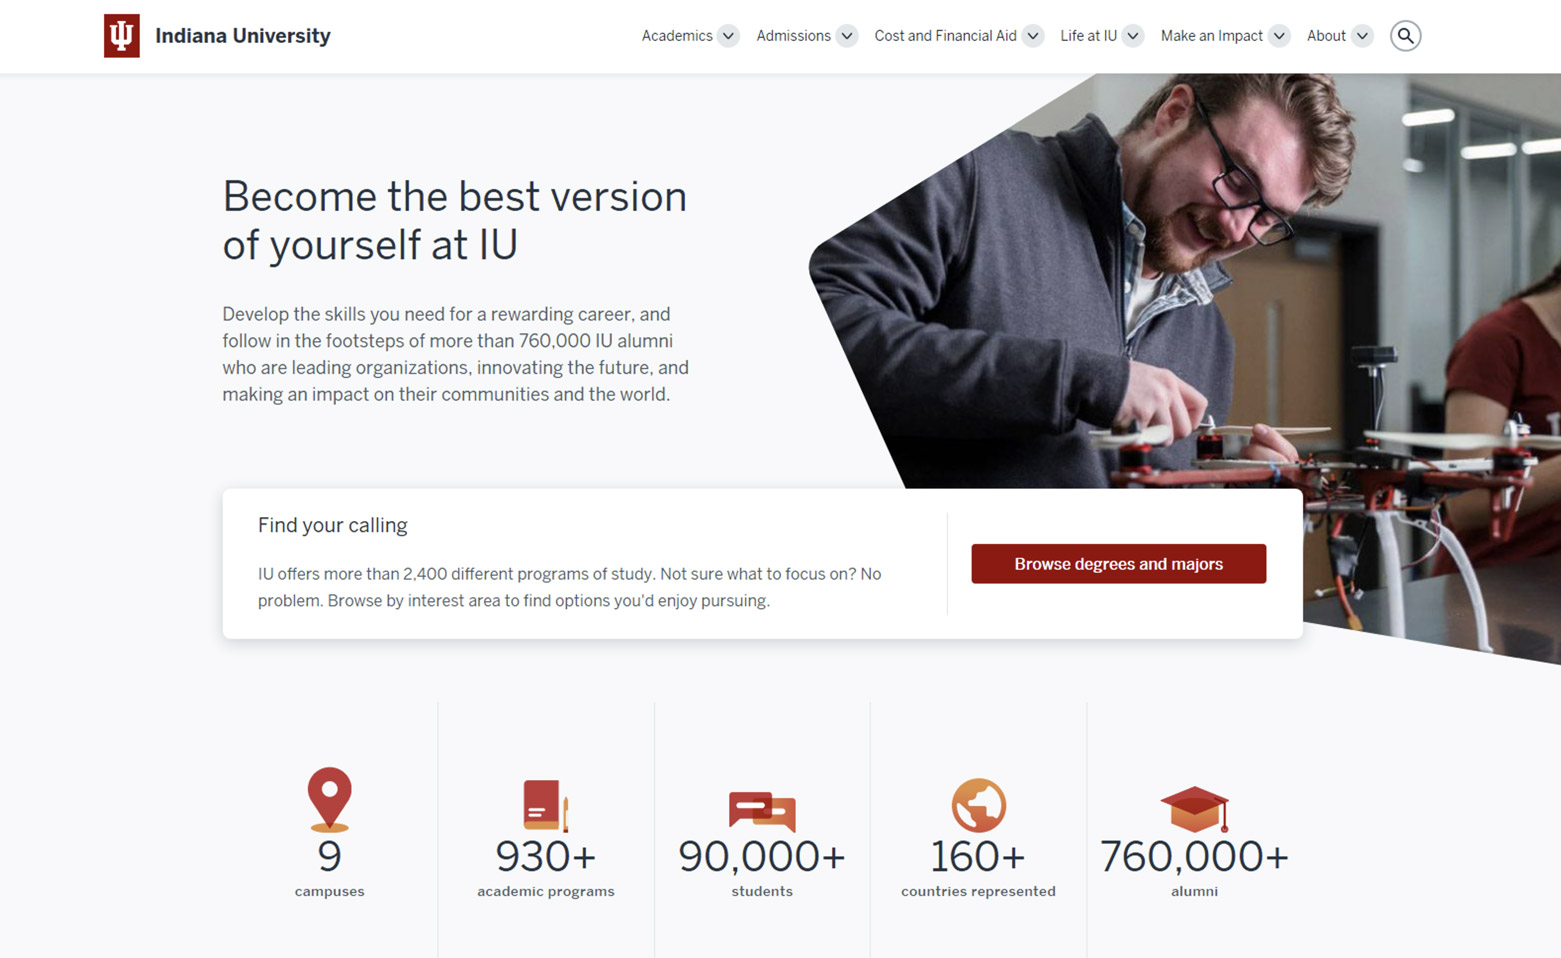 Indiana University
Academics
Admissions
Cost and Financial Aid
Life at IU
Make an Impact
About
Become the best version
of yourself at IU
Develop the skills you need for a rewarding career, and
follow in the footsteps of more than 760,000 IU alumni
who are leading organizations, innovating the future, and
making an impact on their communities and the world.
Find your calling
IU offers more than 2,400 different programs of study. Not sure what to focus on? No
problem. Browse by interest area to find options you'd enjoy pursuing.
Browse degrees and majors
9
campuses
930+
academic programs
90,000+
students
160+
countries represented
760,000+
alumni